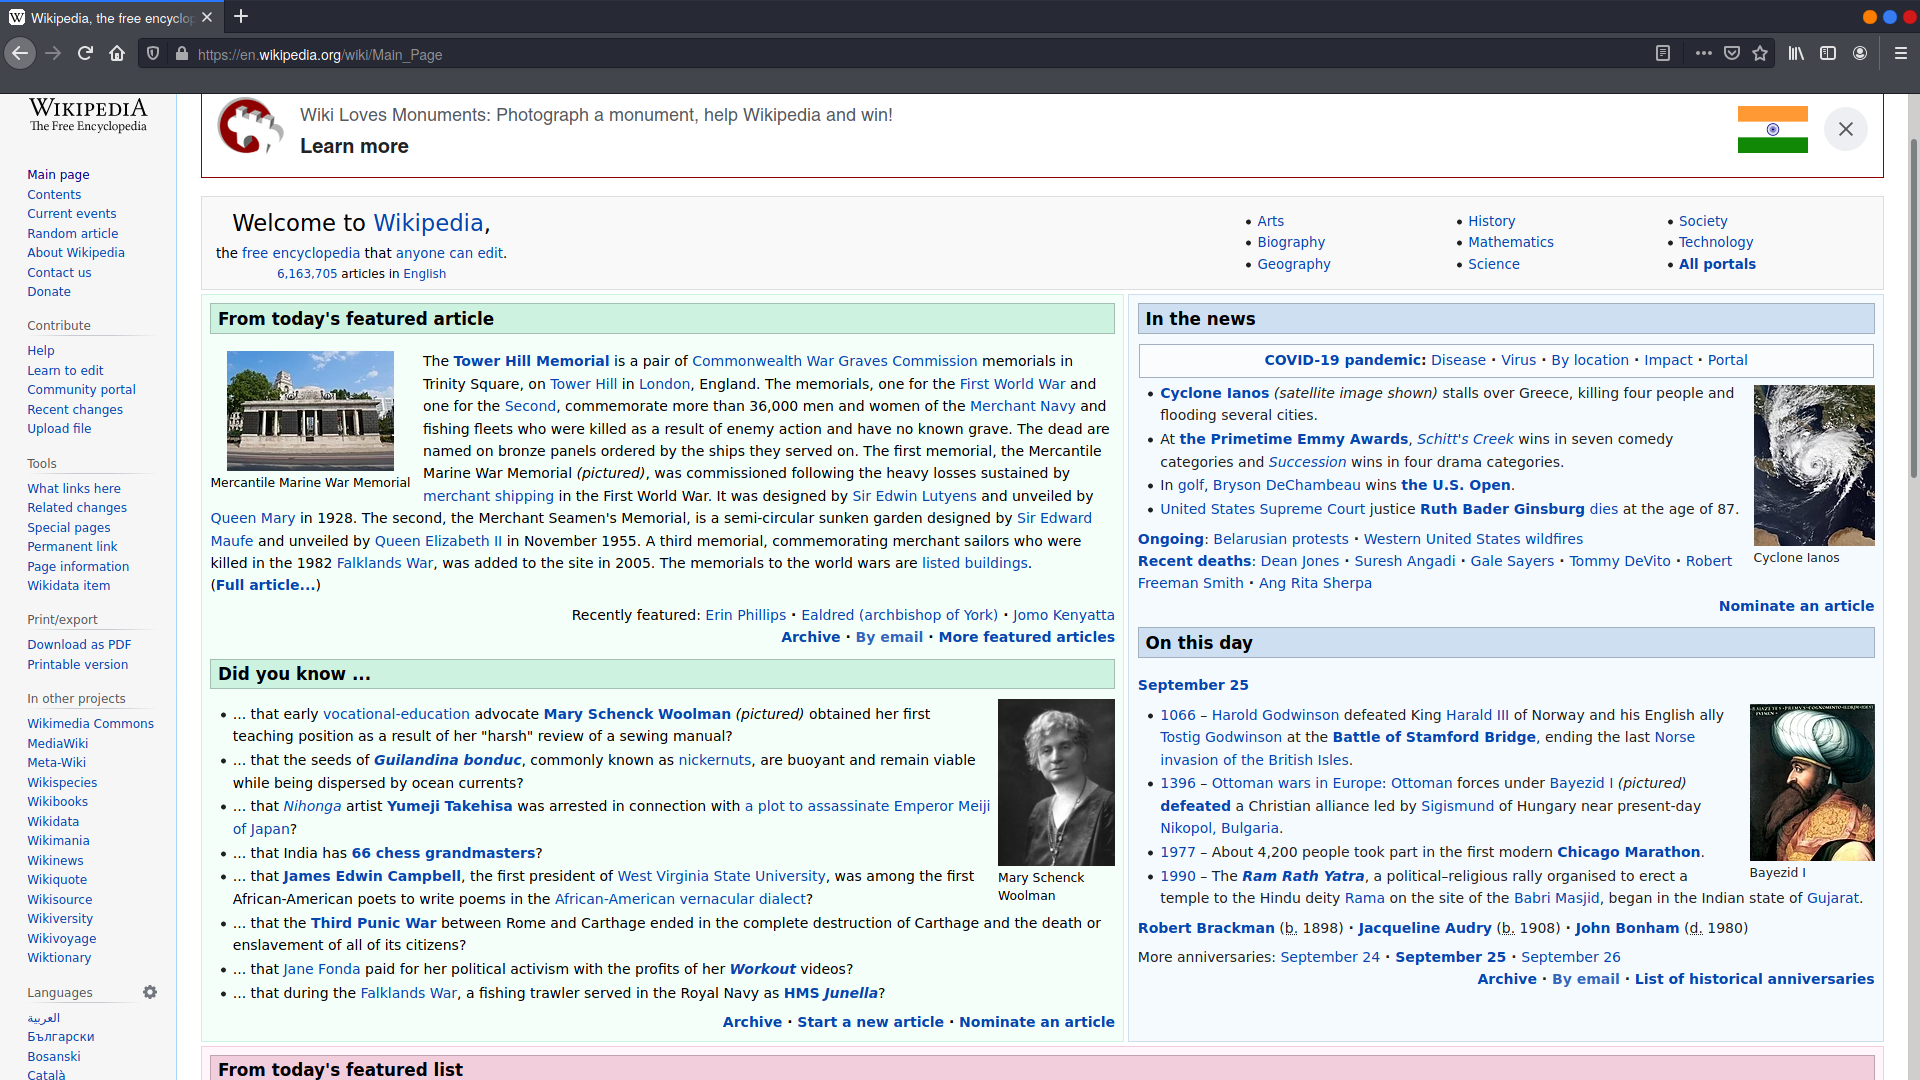 Wikipedia, the free encyclo
https://en.wikipedia.org/wiki/Main_Page
WIKIPEDIA
The Free Encyclopedia
Main page
Contents
Current events
Random article
About Wikipedia
Contact us
Donate
Contribute
Help
Learn to edit
Community portal
Recent changes
Upload file
Tools
What links here
Related changes
Special pages
Permanent link
Page information
Wikidata item
Print/export
Download as PDF
Printable version
In other projects
Wikimedia Commons
MediaWiki
Meta-Wiki
Wikispecies
Wikibooks
Wikidata
Wikimania
Wikinews
Wikiquote
Wikisource
Wikiversity
Wikivoyage
Wiktionary
Languages
العربية
Български
Bosanski
Català
Wiki Loves Monuments: Photograph a monument, help Wikipedia and win!
Learn more
Welcome to Wikipedia,
the free encyclopedia that anyone can edit.
6,163,705 articles in English
• Arts
• Biography
• Geography
• History
• Mathematics
• Science
• Society
• Technology
• All portals
From today's featured article
Mercantile Marine War Memorial
The Tower Hill Memorial is a pair of Commonwealth War Graves Commission memorials in
Trinity Square, on Tower Hill in London, England. The memorials, one for the First World War and
one for the Second, commemorate more than 36,000 men and women of the Merchant Navy and
fishing fleets who were killed as a result of enemy action and have no known grave. The dead are
named on bronze panels ordered by the ships they served on. The first memorial, the Mercantile
Marine War Memorial (pictured), was commissioned following the heavy losses sustained by
merchant shipping in the First World War. It was designed by Sir Edwin Lutyens and unveiled by
Queen Mary in 1928. The second, the Merchant Seamen's Memorial, is a semi-circular sunken garden designed by Sir Edward
Maufe and unveiled by Queen Elizabeth II in November 1955. A third memorial, commemorating merchant sailors who were
killed in the 1982 Falklands War, was added to the site in 2005. The memorials to the world wars are listed buildings.
(Full article...)
Recently featured: Erin Phillips · Ealdred (archbishop of York) · Jomo Kenyatta
Archive · By email · More featured articles
Did you know ...
• ... that early vocational-education advocate Mary Schenck Woolman (pictured) obtained her first
teaching position as a result of her "harsh" review of a sewing manual?
• ... that the seeds of Guilandina bonduc, commonly known as nickernuts, are buoyant and remain viable
while being dispersed by ocean currents?
• ... that Nihonga artist Yumeji Takehisa was arrested in connection with a plot to assassinate Emperor Meiji
of Japan?
• ... that India has 66 chess grandmasters?
• ... that James Edwin Campbell, the first president of West Virginia State University, was among the first
African-American poets to write poems in the African-American vernacular dialect?
• ... that the Third Punic War between Rome and Carthage ended in the complete destruction of Carthage and the death or
enslavement of all of its citizens?
• ... that Jane Fonda paid for her political activism with the profits of her Workout videos?
• ... that during the Falklands War, a fishing trawler served in the Royal Navy as HMS Junella?
Mary Schenck
Woolman
Archive · Start a new article · Nominate an article
In the news
COVID-19 pandemic: Disease · Virus · By location · Impact · Portal
• Cyclone Ianos (satellite image shown) stalls over Greece, killing four people and
flooding several cities.
• At the Primetime Emmy Awards, Schitt's Creek wins in seven comedy
categories and Succession wins in four drama categories.
• In golf, Bryson DeChambeau wins the U.S. Open.
• United States Supreme Court justice Ruth Bader Ginsburg dies at the age of 87.
Cyclone Ianos
Ongoing: Belarusian protests · Western United States wildfires
Recent deaths: Dean Jones · Suresh Angadi · Gale Sayers · Tommy DeVito · Robert
Freeman Smith · Ang Rita Sherpa
Nominate an article
On this day
September 25
• 1066 – Harold Godwinson defeated King Harald III of Norway and his English ally
Tostig Godwinson at the Battle of Stamford Bridge, ending the last Norse
invasion of the British Isles.
• 1396 – Ottoman wars in Europe: Ottoman forces under Bayezid I (pictured)
defeated a Christian alliance led by Sigismund of Hungary near present-day
Nikopol, Bulgaria.
• 1977 – About 4,200 people took part in the first modern Chicago Marathon.
• 1990 – The Ram Rath Yatra, a political–religious rally organised to erect a
temple to the Hindu deity Rama on the site of the Babri Masjid, began in the Indian state of Gujarat.
Bayezid I
Robert Brackman (b. 1898) · Jacqueline Audry (b. 1908) · John Bonham (d. 1980)
More anniversaries: September 24 · September 25 · September 26
Archive · By email · List of historical anniversaries
From today's featured list